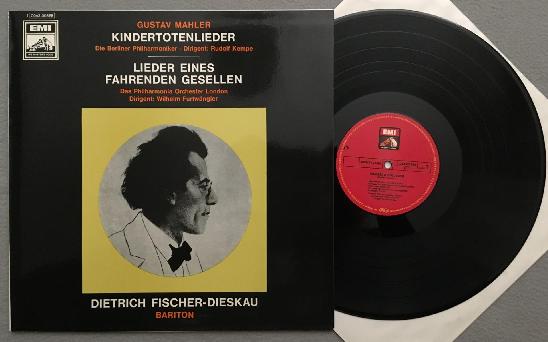 EMI
GUSTAV MAHLER
KINDERTOTENLIEDER
Die Berliner Philharmoniker · Dirigent: Rudolf Kempe
LIEDER EINES
FAHRENDEN GESELLEN
Das Philharmonia Orchester London
Dirigent: Wilhelm Furtwängler
DIETRICH FISCHER-DIESKAU
BARITON
EMI